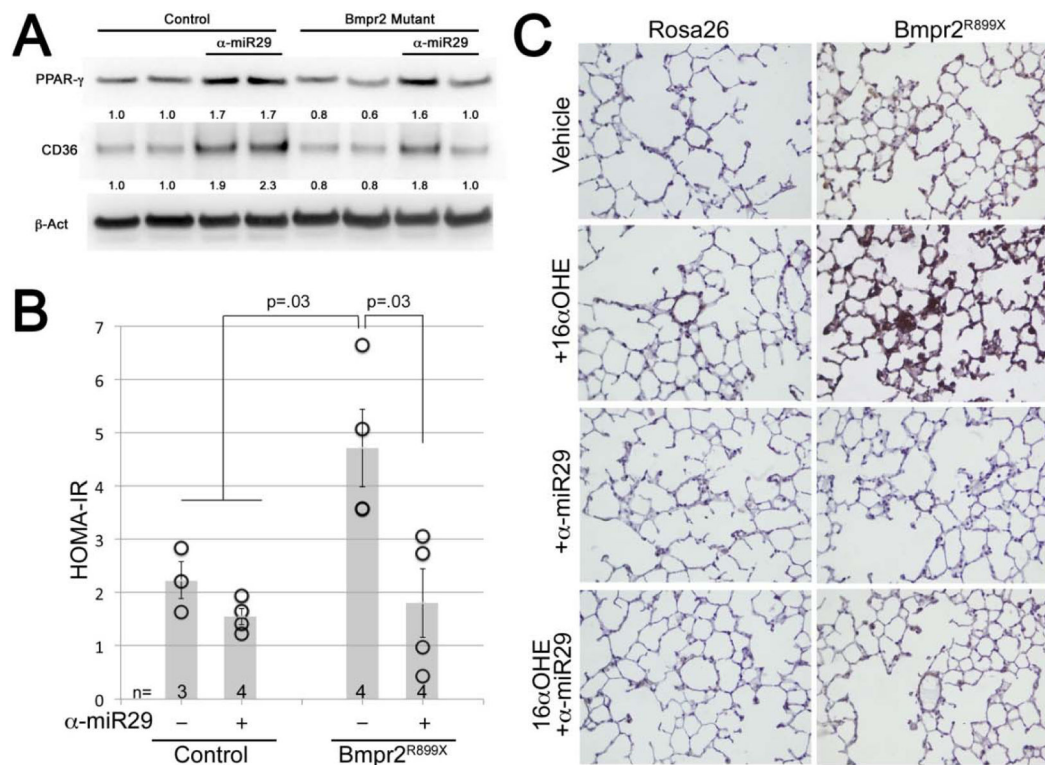 A
Control Bmpr2 Mutant
α-miR29 α-miR29
PPAR-γ
1.0 1.0 1.7 1.7 0.8 0.6 1.6 1.0
CD36
1.0 1.0 1.9 2.3 0.8 0.8 1.8 1.0
β-Act
B
p=.03 p=.03
7
6
5
4
3
2
1
0
HOMA-IR
n= 3 4 4 4
α-miR29 – + – +
Control Bmpr2R899X
C
Rosa26 Bmpr2R899X
Vehicle
+16αOHE
+α-miR29
16αOHE
+α-miR29